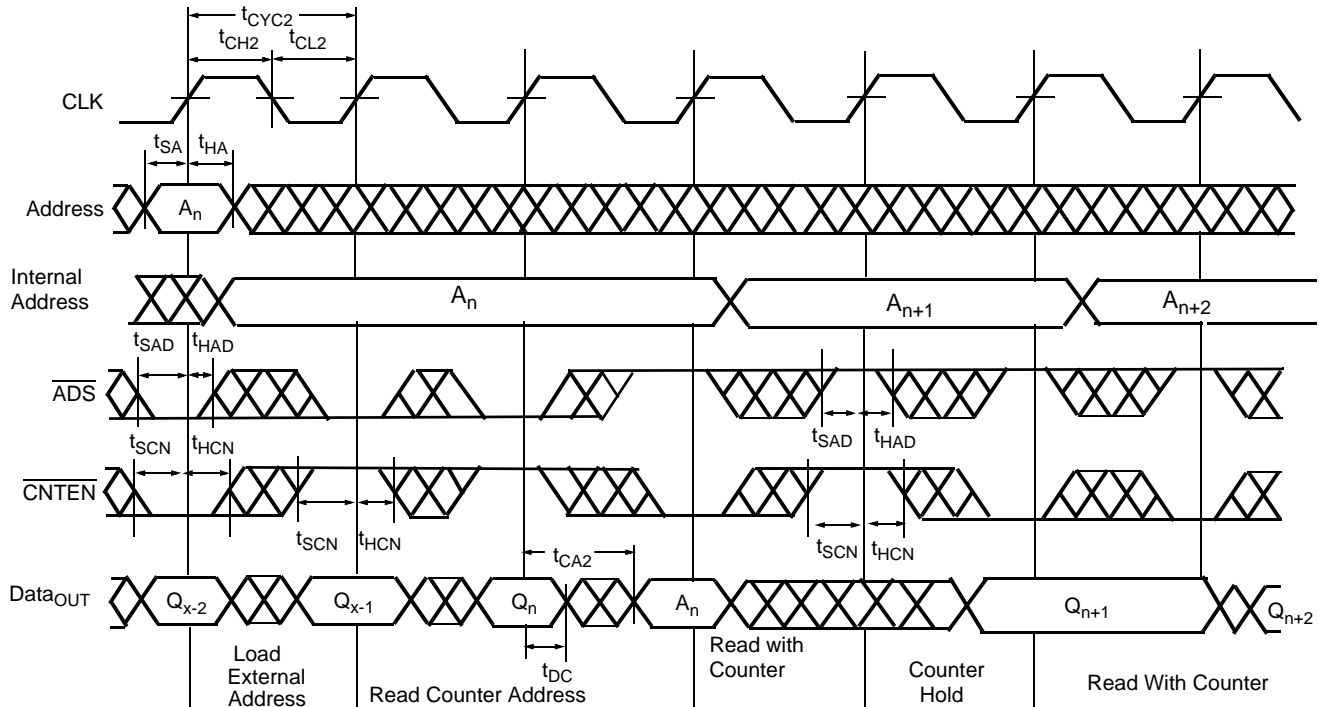 tCYC2
tCH2 tCL2
CLK
tSA tHA
Address An
Internal
Address An An+1 An+2
tSAD tHAD
ADS
tSCN tHCN tSAD tHAD
CNTEN
tSCN tHCN tSCN tHCN
tCA2
DataOUT Qx-2 Qx-1 Qn An Qn+1 Qn+2
tDC
Load
External
Address
Read Counter Address
Read with
Counter
Counter
Hold
Read With Counter